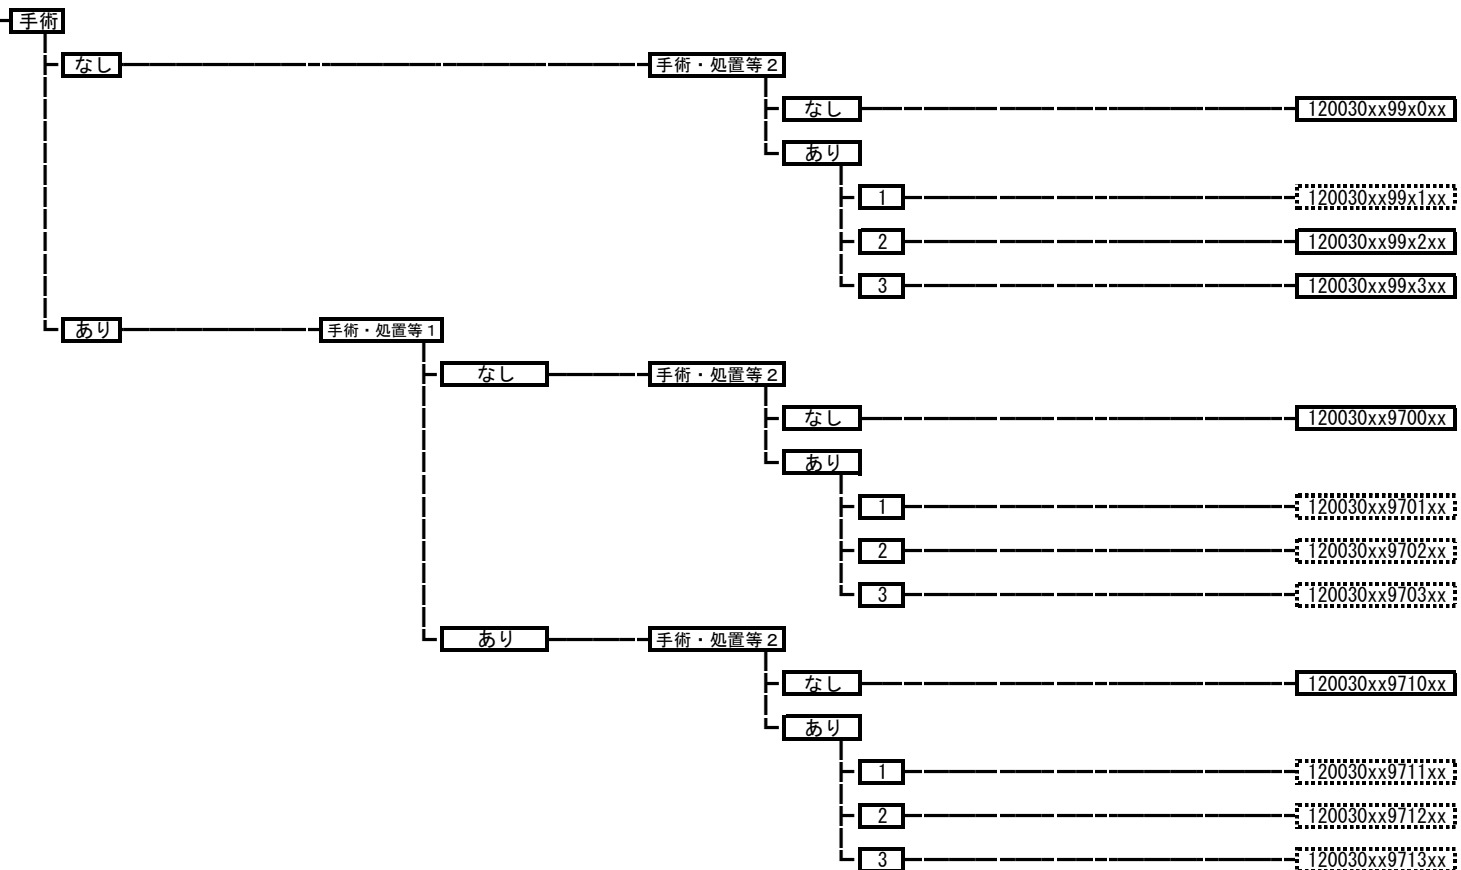 手術
なし 手術・処置等２
なし 120030xx99x0xx
あり
1 120030xx99x1xx
2 120030xx99x2xx
3 120030xx99x3xx
あり 手術・処置等１
なし 手術・処置等２
なし 120030xx9700xx
あり
1 120030xx9701xx
2 120030xx9702xx
3 120030xx9703xx
あり 手術・処置等２
なし 120030xx9710xx
あり
1 120030xx9711xx
2 120030xx9712xx
3 120030xx9713xx